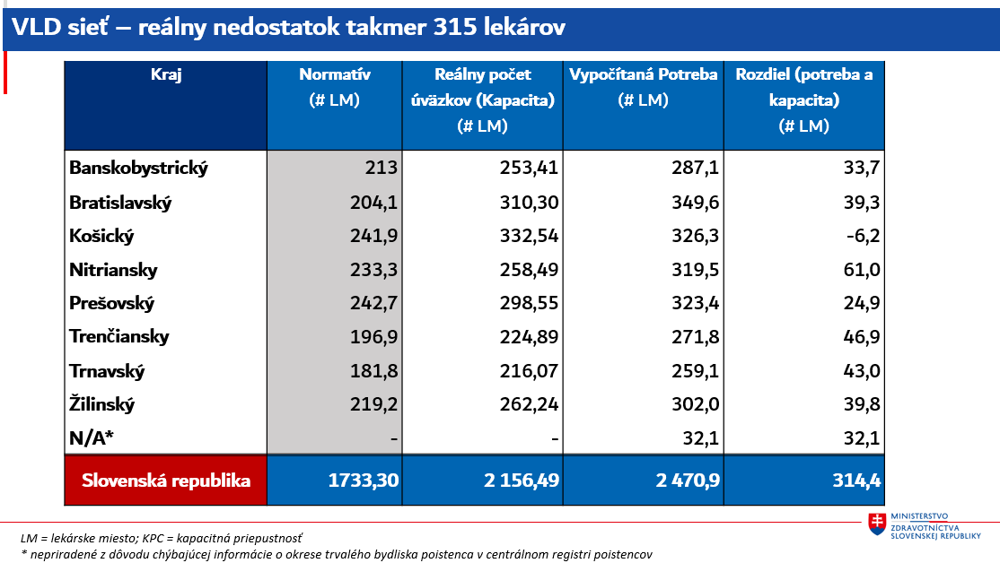 VLD sieť – reálny nedostatok takmer 315 lekárov
Kraj Normatív (# LM) Reálny počet úväzkov (Kapacita) (# LM) Vypočítaná Potreba (# LM) Rozdiel (potreba a kapacita) (# LM)
Banskobystrický 213 253,41 287,1 33,7
Bratislavský 204,1 310,30 349,6 39,3
Košický 241,9 332,54 326,3 -6,2
Nitriansky 233,3 258,49 319,5 61,0
Prešovský 242,7 298,55 323,4 24,9
Trenčiansky 196,9 224,89 271,8 46,9
Trnavský 181,8 216,07 259,1 43,0
Žilinský 219,2 262,24 302,0 39,8
N/A* - - 32,1 32,1
Slovenská republika 1733,30 2 156,49 2 470,9 314,4
MINISTERSTVO
ZDRAVOTNÍCTVA
SLOVENSKEJ REPUBLIKY
LM = lekárske miesto; KPC = kapacitná priepustnosť
* nepriradené z dôvodu chýbajúcej informácie o okrese trvalého bydliska poistenca v centrálnom registri poistencov